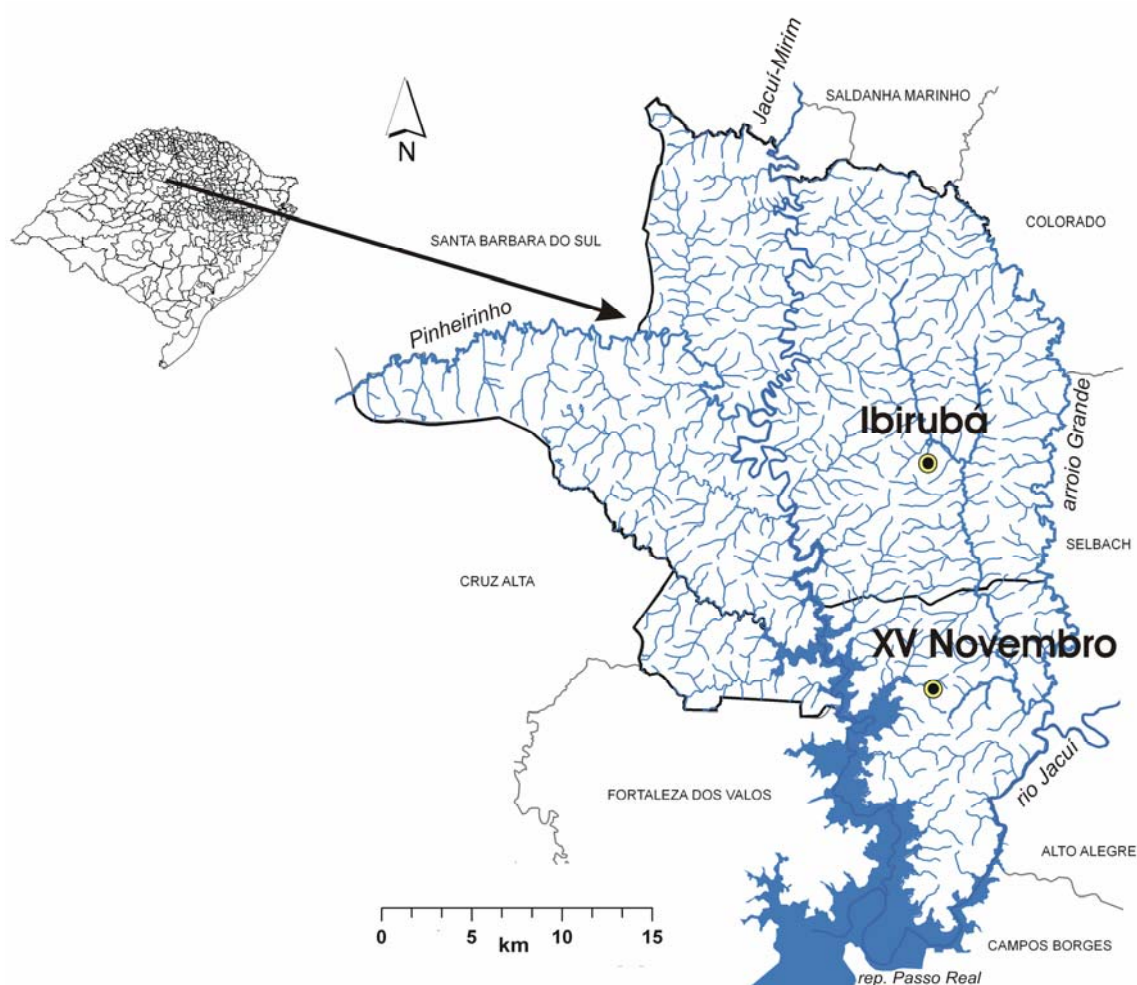 Jacuí-Mirim
SALDANHA MARINHO
N
COLORADO
SANTA BARBARA DO SUL
Pinheirinho
arroio Grande
Ibirubá
SELBACH
CRUZ ALTA
XV Novembro
rio Jacuí
FORTALEZA DOS VALOS
ALTO ALEGRE
0 5 10 15
km
CAMPOS BORGES
rep. Passo Real